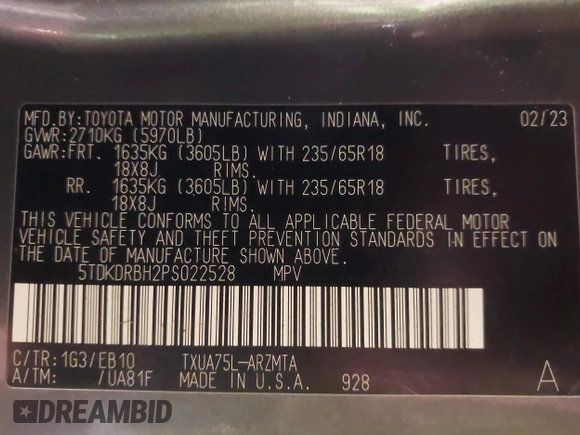 MFD.BY:TOYOTA MOTOR MANUFACTURING, INDIANA, INC. 02/23
GVWR:2710KG (5970LB)
GAWR:FRT. 1635KG (3605LB) WITH 235/65R18 TIRES,
18X8J RIMS.
RR. 1635KG (3605LB) WITH 235/65R18 TIRES,
18X8J RIMS.
THIS VEHICLE CONFORMS TO ALL APPLICABLE FEDERAL MOTOR
VEHICLE SAFETY AND THEFT PREVENTION STANDARDS IN EFFECT ON
THE DATE OF MANUFACTURE SHOWN ABOVE.
5TDKDRBH2PS022528 MPV
C/TR:1G3/EB10 TXUA75L-ARZMTA
A/TM: /UA81F MADE IN U.S.A. 928 A
DREAMBID